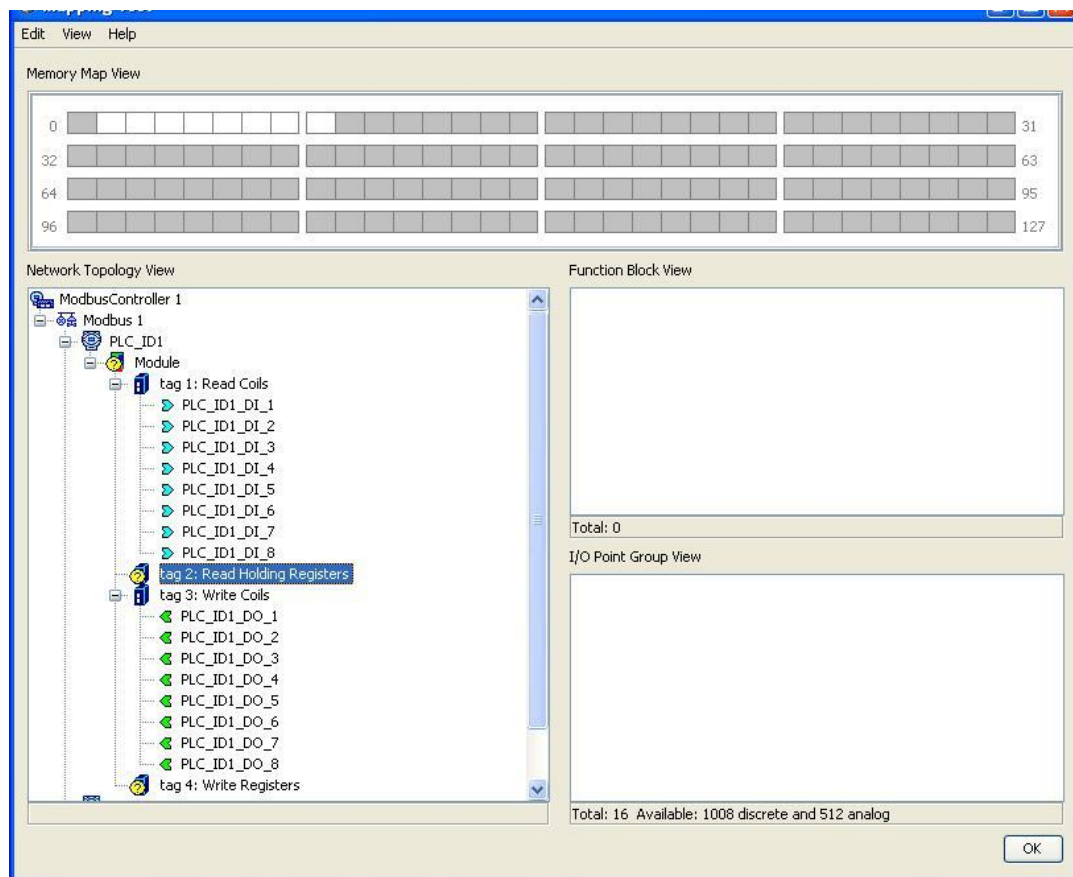 Mapping Tool
Edit View Help
Memory Map View
0 31
32 63
64 95
96 127
Network Topology View
ModbusController 1
Modbus 1
PLC_ID1
Module
tag 1: Read Coils
PLC_ID1_DI_1
PLC_ID1_DI_2
PLC_ID1_DI_3
PLC_ID1_DI_4
PLC_ID1_DI_5
PLC_ID1_DI_6
PLC_ID1_DI_7
PLC_ID1_DI_8
tag 2: Read Holding Registers
tag 3: Write Coils
PLC_ID1_DO_1
PLC_ID1_DO_2
PLC_ID1_DO_3
PLC_ID1_DO_4
PLC_ID1_DO_5
PLC_ID1_DO_6
PLC_ID1_DO_7
PLC_ID1_DO_8
tag 4: Write Registers
Function Block View
Total: 0
I/O Point Group View
Total: 16 Available: 1008 discrete and 512 analog
OK